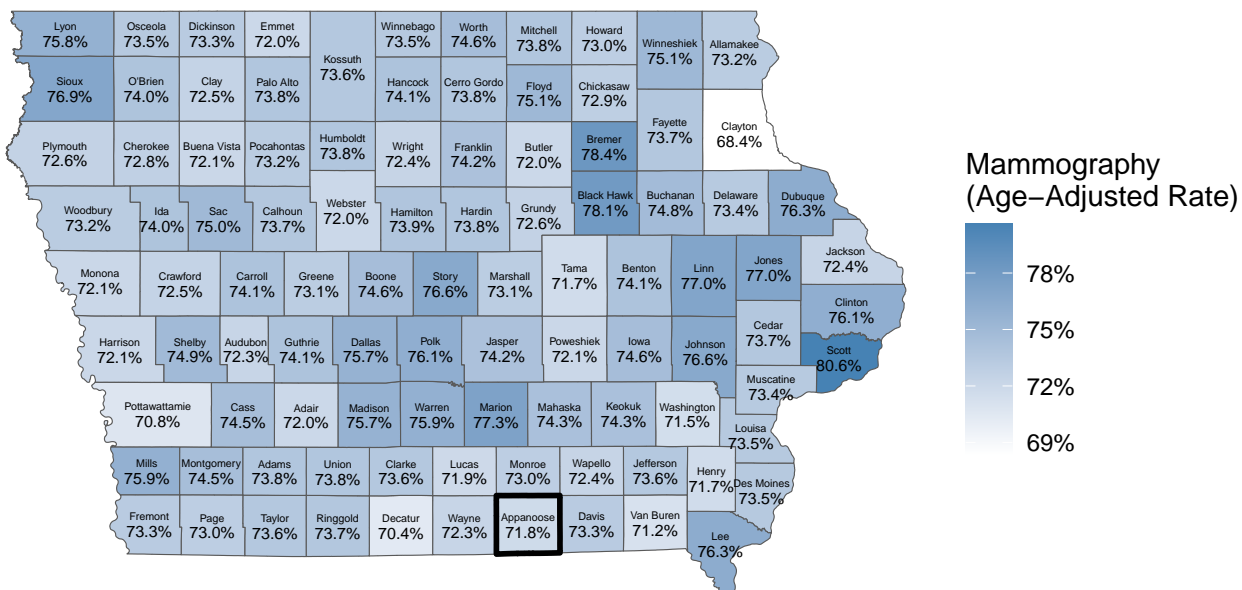 Lyon
75.8%
Osceola
73.5%
Dickinson
73.3%
Emmet
72.0%
Kossuth
73.6%
Winnebago
73.5%
Worth
74.6%
Mitchell
73.8%
Howard
73.0%
Winneshiek
75.1%
Allamakee
73.2%
Sioux
76.9%
O'Brien
74.0%
Clay
72.5%
Palo Alto
73.8%
Hancock
74.1%
Cerro Gordo
73.8%
Floyd
75.1%
Chickasaw
72.9%
Fayette
73.7%
Clayton
68.4%
Plymouth
72.6%
Cherokee
72.8%
Buena Vista
72.1%
Pocahontas
73.2%
Humboldt
73.8%
Wright
72.4%
Franklin
74.2%
Butler
72.0%
Bremer
78.4%
Woodbury
73.2%
Ida
74.0%
Sac
75.0%
Calhoun
73.7%
Webster
72.0%
Hamilton
73.9%
Hardin
73.8%
Grundy
72.6%
Black Hawk
78.1%
Buchanan
74.8%
Delaware
73.4%
Dubuque
76.3%
Monona
72.1%
Crawford
72.5%
Carroll
74.1%
Greene
73.1%
Boone
74.6%
Story
76.6%
Marshall
73.1%
Tama
71.7%
Benton
74.1%
Linn
77.0%
Jones
77.0%
Jackson
72.4%
Clinton
76.1%
Harrison
72.1%
Shelby
74.9%
Audubon
72.3%
Guthrie
74.1%
Dallas
75.7%
Polk
76.1%
Jasper
74.2%
Poweshiek
72.1%
Iowa
74.6%
Johnson
76.6%
Cedar
73.7%
Scott
80.6%
Muscatine
73.4%
Pottawattamie
70.8%
Cass
74.5%
Adair
72.0%
Madison
75.7%
Warren
75.9%
Marion
77.3%
Mahaska
74.3%
Keokuk
74.3%
Washington
71.5%
Louisa
73.5%
Mills
75.9%
Montgomery
74.5%
Adams
73.8%
Union
73.8%
Clarke
73.6%
Lucas
71.9%
Monroe
73.0%
Wapello
72.4%
Jefferson
73.6%
Henry
71.7%
Des Moines
73.5%
Fremont
73.3%
Page
73.0%
Taylor
73.6%
Ringgold
73.7%
Decatur
70.4%
Wayne
72.3%
Appanoose
71.8%
Davis
73.3%
Van Buren
71.2%
Lee
76.3%
Mammography
(Age−Adjusted Rate)
78%
75%
72%
69%